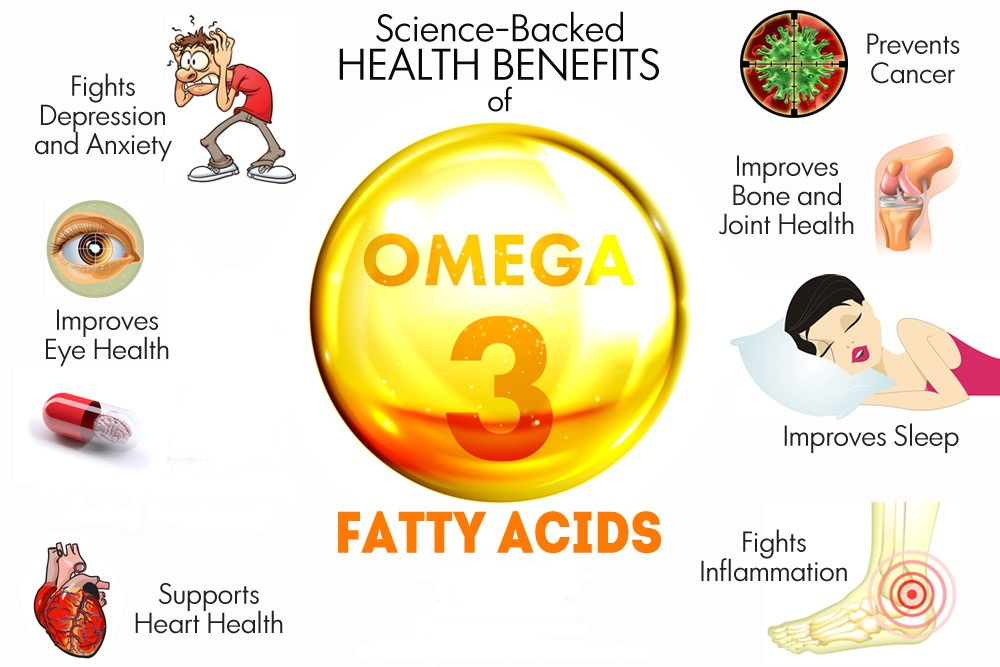 Science-Backed
HEALTH BENEFITS
of
OMEGA
3
FATTY ACIDS
Fights
Depression
and Anxiety
Improves
Eye Health
Supports
Heart Health
Prevents
Cancer
Improves
Bone and
Joint Health
Improves Sleep
Fights
Inflammation